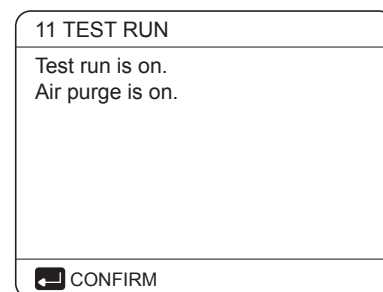 11 TEST RUN
Test run is on.
Air purge is on.
CONFIRM